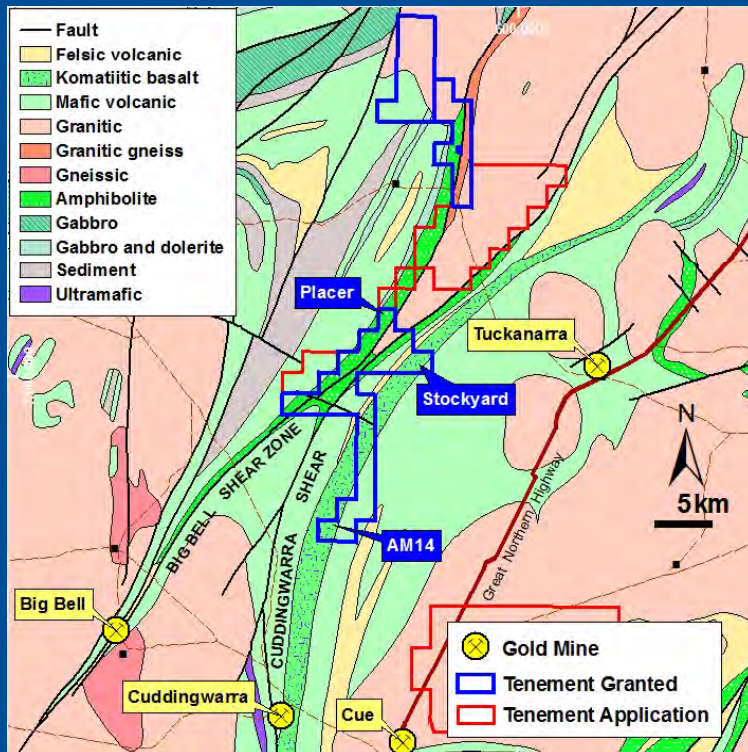 Fault
Felsic volcanic
Komatiitic basalt
Mafic volcanic
Granitic
Granitic gneiss
Gneissic
Amphibolite
Gabbro
Gabbro and dolerite
Sediment
Ultramafic
Placer
Tuckanarra
Stockyard
N
5km
BIG BELL SHEAR ZONE
CUDDINGWARRA SHEAR
Great Northern Highway
AM14
Big Bell
Cuddingwarra
Cue
Gold Mine
Tenement Granted
Tenement Application